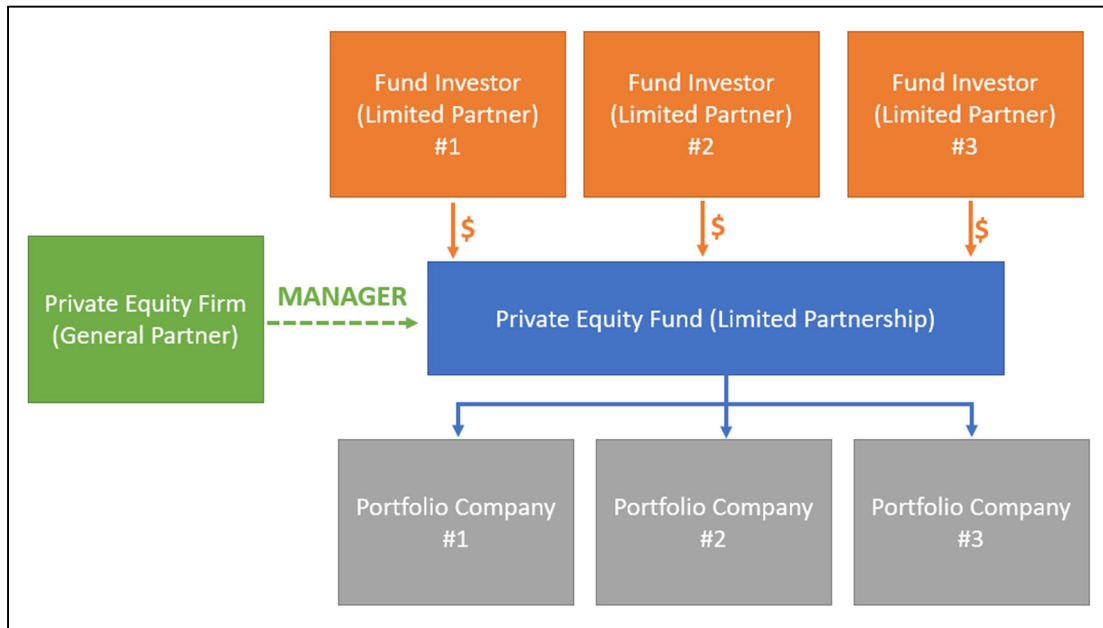 Fund Investor
(Limited Partner)
#1
Fund Investor
(Limited Partner)
#2
Fund Investor
(Limited Partner)
#3
$
$
$
Private Equity Firm
(General Partner)
MANAGER
Private Equity Fund (Limited Partnership)
Portfolio Company
#1
Portfolio Company
#2
Portfolio Company
#3